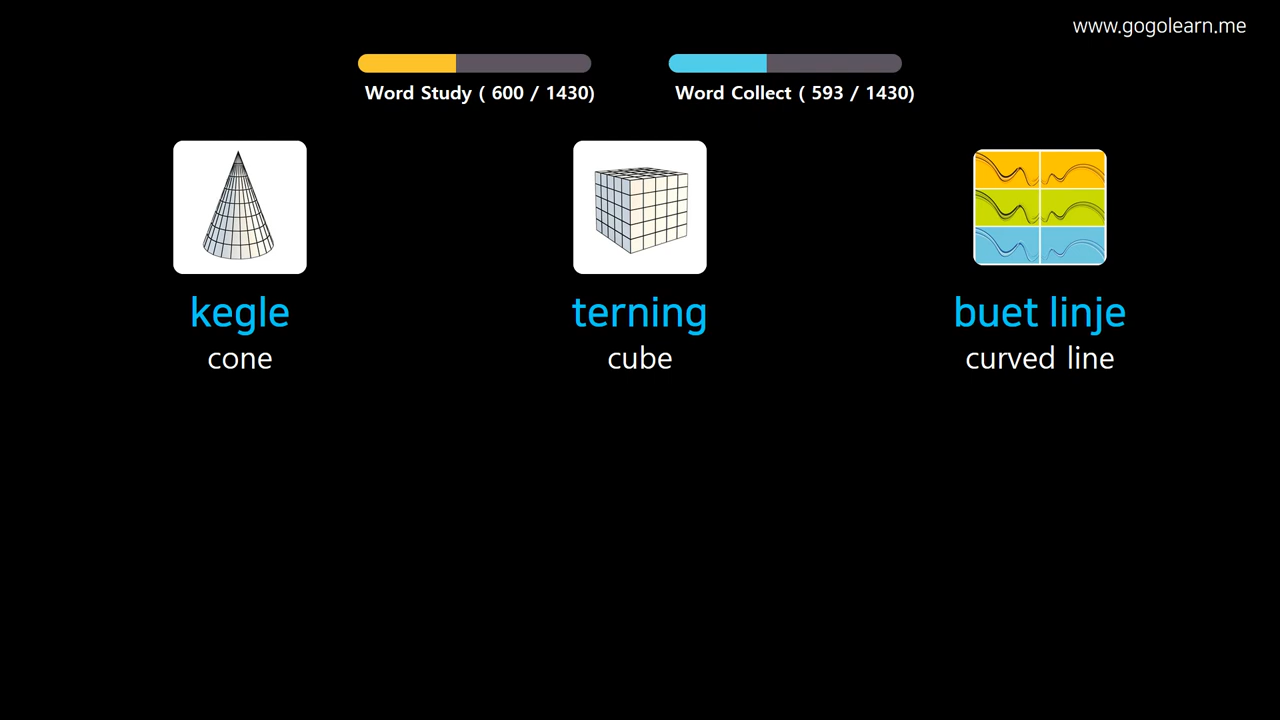 www.gogolearn.me
Word Study ( 600 / 1430)
Word Collect ( 593 / 1430)
kegle
cone
terning
cube
buet linje
curved line